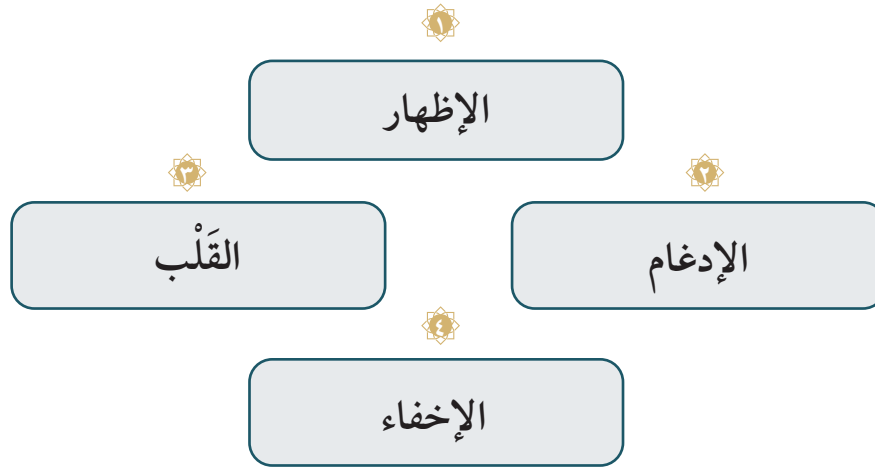 ١
الإظهار
٢
الإدغام
٣
القَلْب
٤
الإخفاء